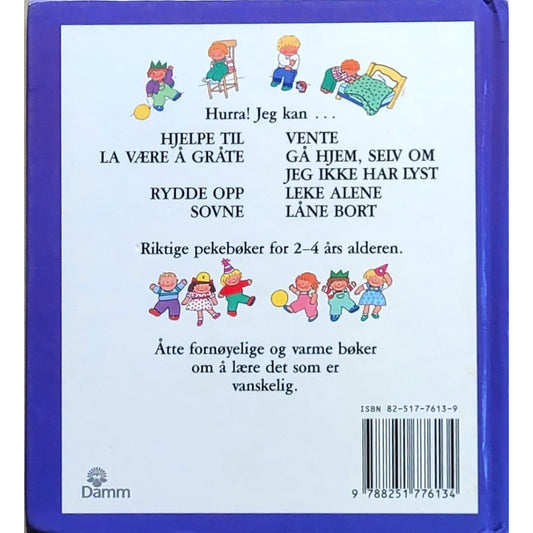 Hurra! Jeg kan . . .
HJELPE TIL
LA VÆRE Å GRÅTE
RYDDE OPP
SOVNE
VENTE
GÅ HJEM, SELV OM
JEG IKKE HAR LYST
LEKE ALENE
LÅNE BORT
Riktige pekebøker for 2–4 års alderen.
Åtte fornøyelige og varme bøker
om å lære det som er
vanskelig.
ISBN 82-517-7613-9
9 788251 776134
Damm